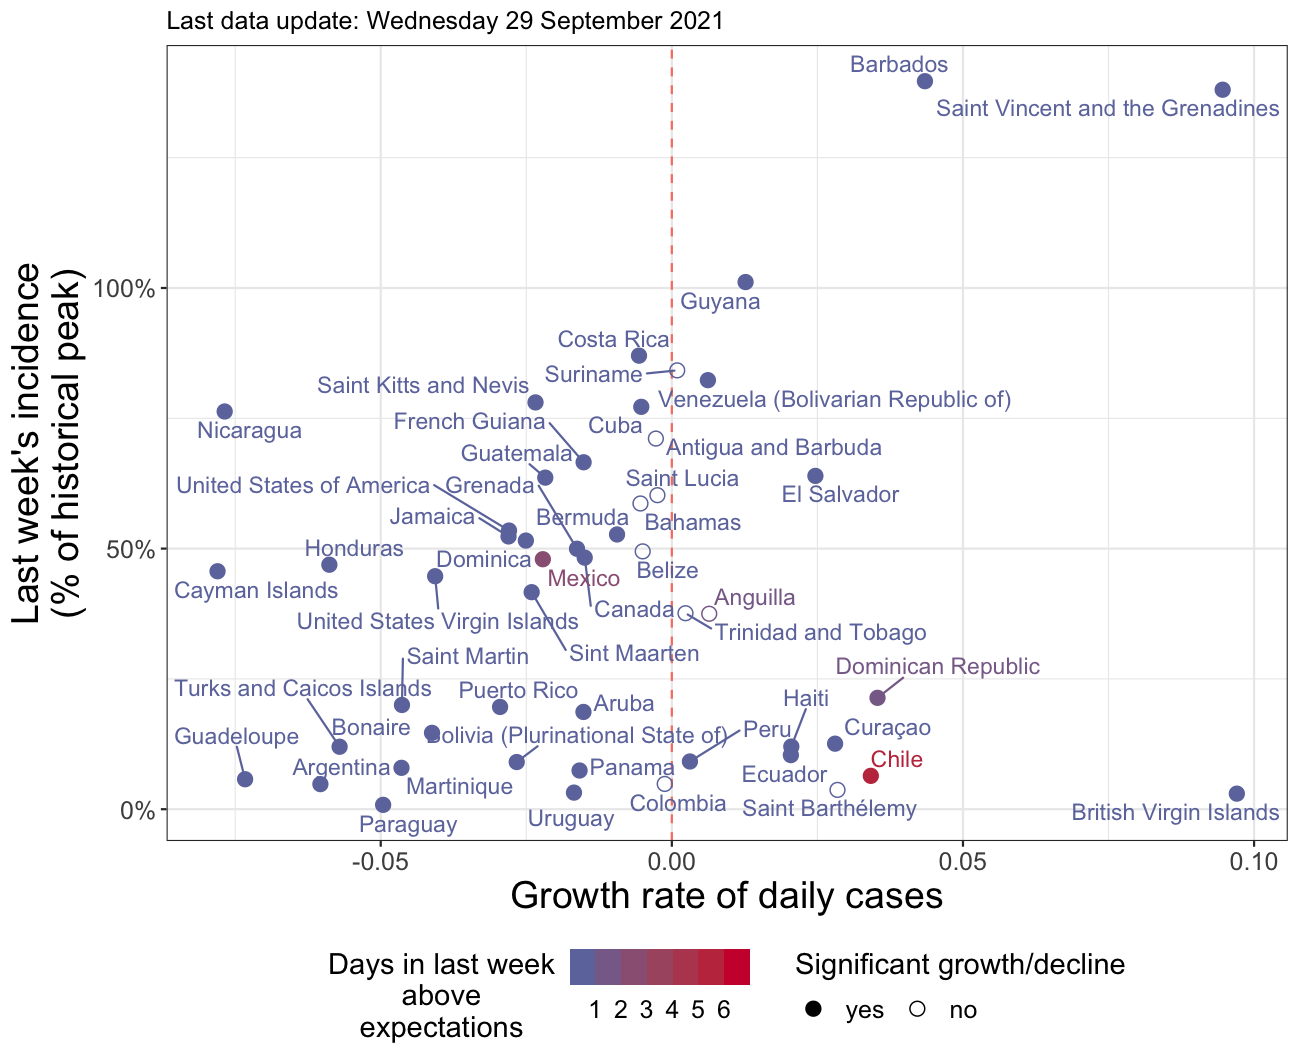 Last data update: Wednesday 29 September 2021
Last week's incidence
(% of historical peak)
100%
50%
0%
Barbados
Saint Vincent and the Grenadines
Guyana
Costa Rica
Suriname
Saint Kitts and Nevis
Venezuela (Bolivarian Republic of)
French Guiana
Cuba
Nicaragua
Antigua and Barbuda
Guatemala
Saint Lucia
United States of America
Grenada
El Salvador
Jamaica
Bermuda
Bahamas
Honduras
Dominica
Mexico
Belize
Cayman Islands
Anguilla
Canada
United States Virgin Islands
Trinidad and Tobago
Sint Maarten
Saint Martin
Dominican Republic
Turks and Caicos Islands
Puerto Rico
Haiti
Aruba
Bonaire
Peru
Curaçao
Guadeloupe
Bolivia (Plurinational State of)
Chile
Argentina
Panama
Ecuador
Martinique
Colombia
Saint Barthélemy
British Virgin Islands
Paraguay
Uruguay
-0.05
0.00
0.05
0.10
Growth rate of daily cases
Days in last week
above
expectations
1 2 3 4 5 6
Significant growth/decline
yes
no